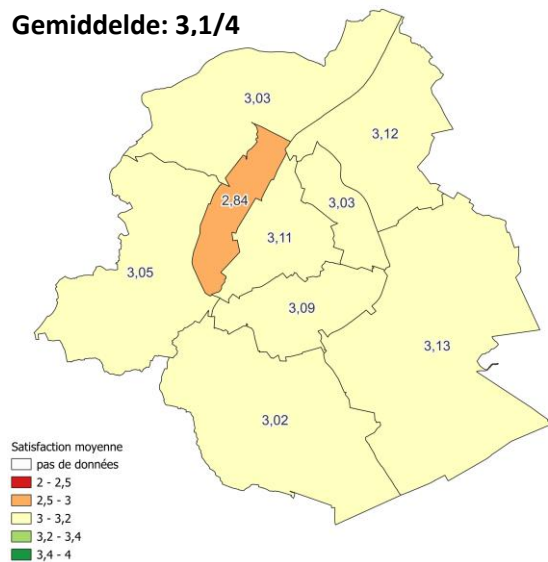 Gemiddelde: 3,1/4
3,03
3,12
2,84
3,03
3,11
3,05
3,09
3,13
3,02
Satisfaction moyenne
pas de données
2 - 2,5
2,5 - 3
3 - 3,2
3,2 - 3,4
3,4 - 4